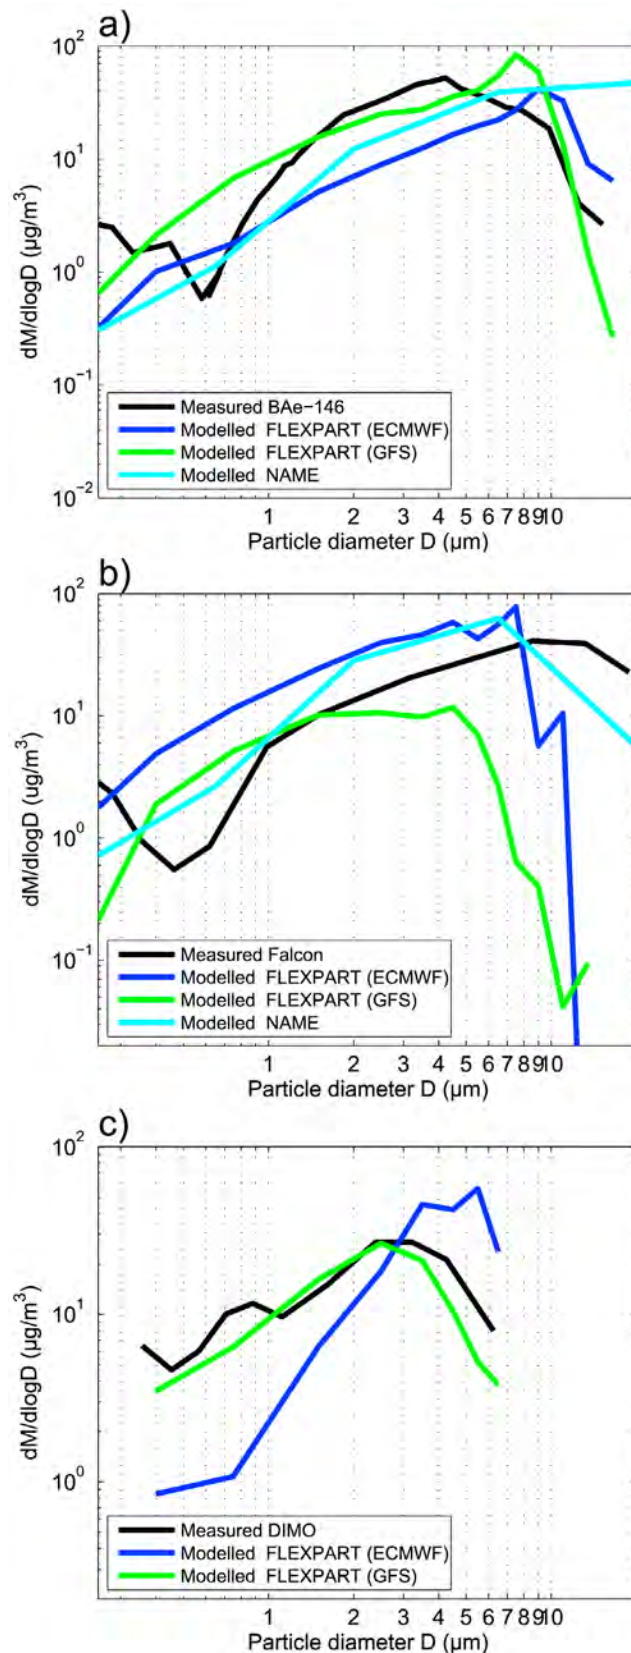 a)
10²
10¹
10⁰
10⁻¹
10⁻²
dM/dlogD (µg/m³)
Measured BAe−146
Modelled FLEXPART (ECMWF)
Modelled FLEXPART (GFS)
Modelled NAME
1 2 3 4 5 6 7 8 9 10
Particle diameter D (µm)
b)
10²
10¹
10⁰
10⁻¹
dM/dlogD (ug/m³)
Measured Falcon
Modelled FLEXPART (ECMWF)
Modelled FLEXPART (GFS)
Modelled NAME
1 2 3 4 5 6 7 8 9 10
Particle diameter D (µm)
c)
10²
10¹
10⁰
dM/dlogD (µg/m³)
Measured DIMO
Modelled FLEXPART (ECMWF)
Modelled FLEXPART (GFS)
1 2 3 4 5 6 7 8 9 10
Particle diameter D (µm)